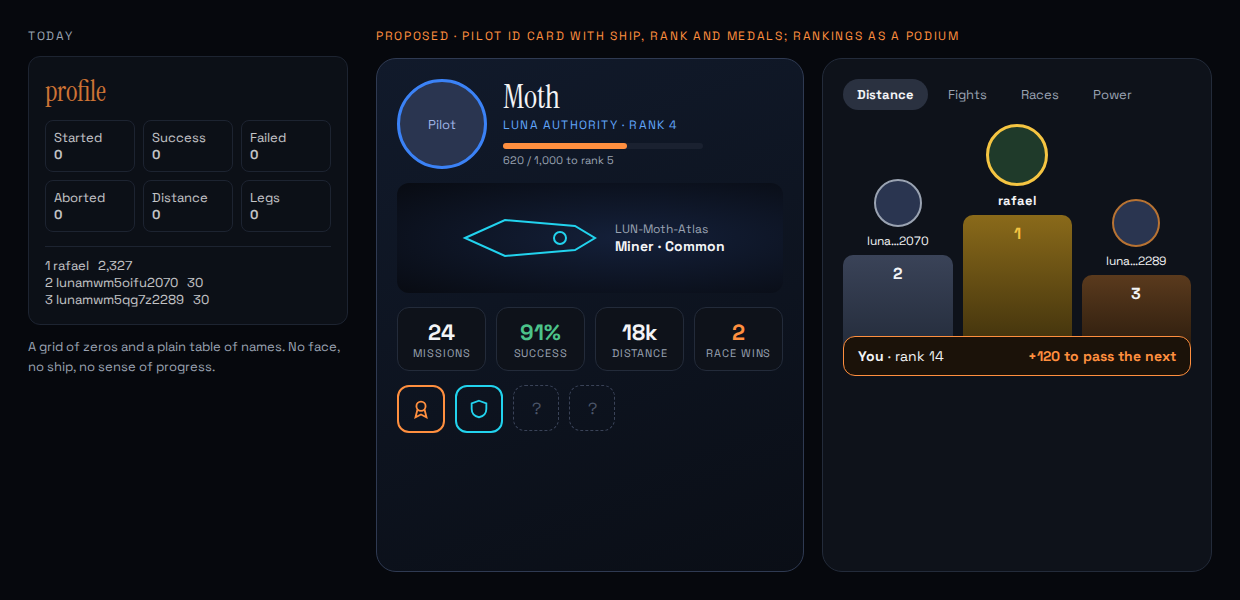 TODAY
profile
Started
0
Success
0
Failed
0
Aborted
0
Distance
0
Legs
0
1 rafael 2,327
2 lunamwm5oifu2070 30
3 lunamwm5qg7z2289 30
A grid of zeros and a plain table of names. No face,
no ship, no sense of progress.
PROPOSED · PILOT ID CARD WITH SHIP, RANK AND MEDALS; RANKINGS AS A PODIUM
Pilot
Moth
LUNA AUTHORITY · RANK 4
620 / 1,000 to rank 5
LUN-Moth-Atlas
Miner · Common
24
MISSIONS
91%
SUCCESS
18k
DISTANCE
2
RACE WINS
?
?
Distance Fights Races Power
rafael
1
luna…2070
2
luna…2289
3
You · rank 14
+120 to pass the next